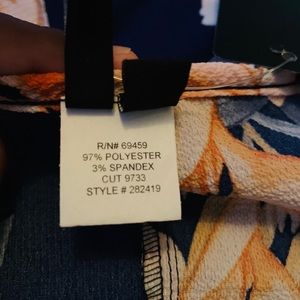 R/N# 69459
97% POLYESTER
3% SPANDEX
CUT 9733
STYLE # 282419